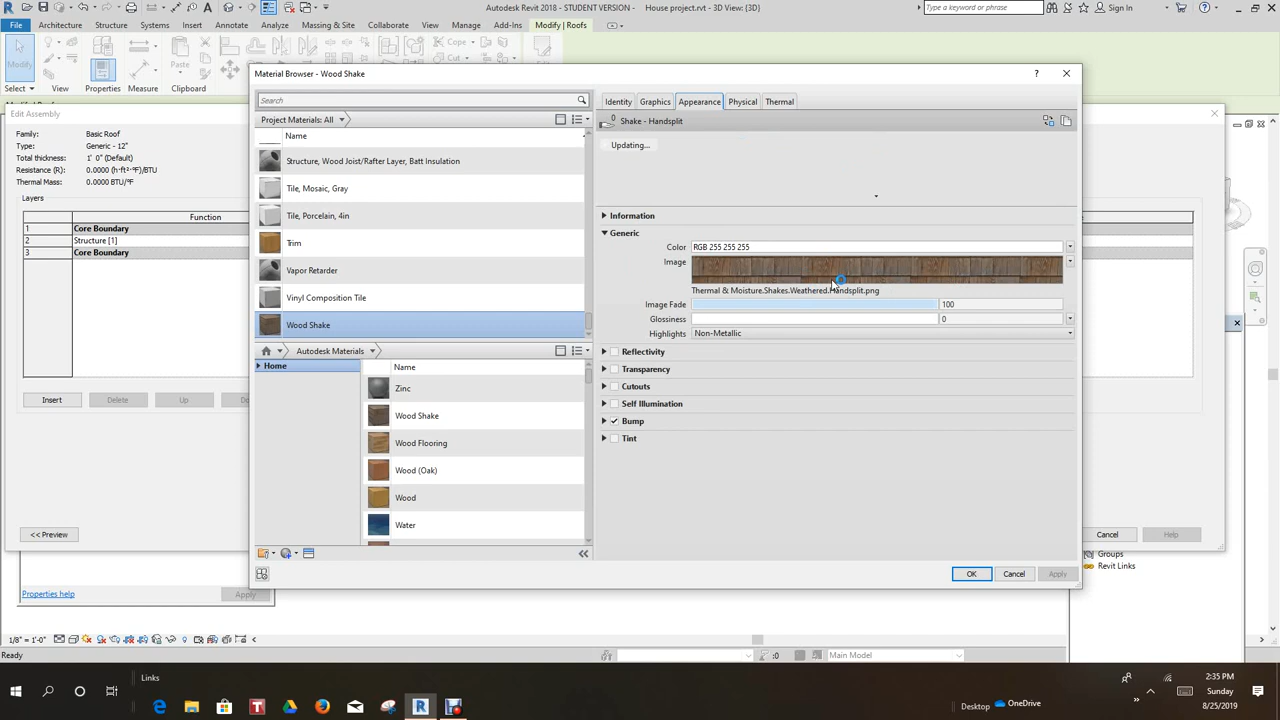 Autodesk Revit 2018 - STUDENT VERSION - House project.rvt - 3D View: {3D}
Type a keyword or phrase
Sign In
File Architecture Structure Systems Insert Annotate Analyze Massing & Site Collaborate View Manage Add-Ins Modify | Roofs
Modify
Paste
Cope
Cut
Select Properties Clipboard
View Measure
Edit Assembly
Family: Basic Roof
Type: Generic - 12"
Total thickness: 1' 0" (Default)
Resistance (R): 0.0000 (h·ft²·°F)/BTU
Thermal Mass: 0.0000 BTU/°F
Layers
Function
1 Core Boundary
2 Structure [1]
3 Core Boundary
Insert Delete Up
<< Preview
Cancel Help
Properties help Apply
Material Browser - Wood Shake
Search
Project Materials: All
Name
Structure, Wood Joist/Rafter Layer, Batt Insulation
Tile, Mosaic, Gray
Tile, Porcelain, 4in
Trim
Vapor Retarder
Vinyl Composition Tile
Wood Shake
Autodesk Materials
Home
Name
Zinc
Wood Shake
Wood Flooring
Wood (Oak)
Wood
Water
Identity Graphics Appearance Physical Thermal
Shake - Handsplit
Updating...
Information
Generic
Color RGB 255 255 255
Image
Thermal & Moisture.Shakes.Weathered.Handsplit.png
Image Fade 100
Glossiness 0
Highlights Non-Metallic
Reflectivity
Transparency
Cutouts
Self Illumination
Bump
Tint
OK Cancel Apply
Groups
Revit Links
1/8" = 1'-0"
Ready
:0
Main Model
Links
Desktop
OneDrive
2:35 PM
Sunday
8/25/2019